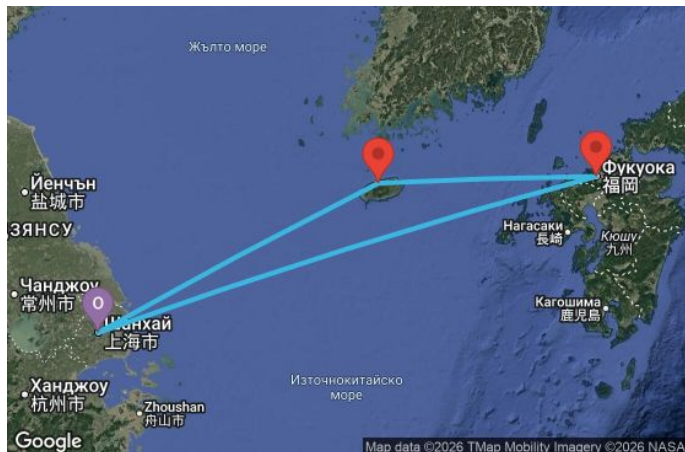 Жълто море
Йенчън
盐城市
ЗЯНСУ
Чанджоу
常州市
O
Шанхай
上海市
Ханджоу
杭州市
Zhoushan
舟山市
Източнокитайско
море
Фукуока
福岡
Нагасаки
長崎
Кюшу
九州
Кагошима
鹿児島
Google
Map data ©2026 TMap Mobility Imagery ©2026 NASA